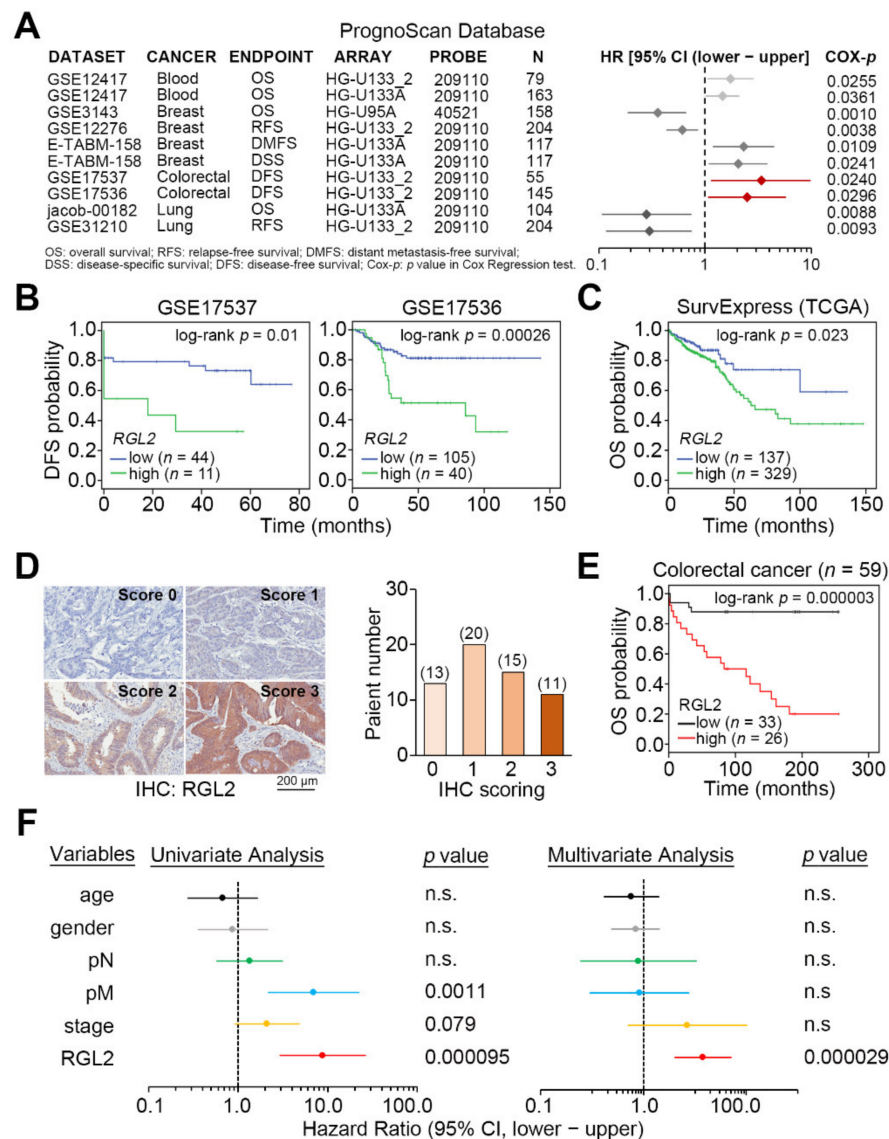 A
PrognoScan Database
DATASET CANCER ENDPOINT ARRAY PROBE N HR [95% CI (lower – upper] COX-p
GSE12417 Blood OS HG-U133_2 209110 79 0.0255
GSE12417 Blood OS HG-U133A 209110 163 0.0361
GSE3143 Breast OS HG-U95A 40521 158 0.0010
GSE12276 Breast RFS HG-U133_2 209110 204 0.0038
E-TABM-158 Breast DMFS HG-U133A 209110 117 0.0109
E-TABM-158 Breast DSS HG-U133A 209110 117 0.0241
GSE17537 Colorectal DFS HG-U133_2 209110 55 0.0240
GSE17536 Colorectal DFS HG-U133_2 209110 145 0.0296
jacob-00182 Lung OS HG-U133A 209110 104 0.0088
GSE31210 Lung RFS HG-U133_2 209110 204 0.0093
OS: overall survival; RFS: relapse-free survival; DMFS: distant metastasis-free survival;
DSS: disease-specific survival; DFS: disease-free survival; Cox-p: p value in Cox Regression test.
0.1 1 10
B
GSE17537
log-rank p = 0.01
DFS probability
1.0
0.8
0.6
0.4
0.2
0.0
RGL2
low (n = 44)
high (n = 11)
0 20 40 60 80
Time (months)
GSE17536
log-rank p = 0.00026
1.0
0.8
0.6
0.4
0.2
0.0
RGL2
low (n = 105)
high (n = 40)
0 50 100 150
Time (months)
C
SurvExpress (TCGA)
log-rank p = 0.023
OS probability
1.0
0.8
0.6
0.4
0.2
0.0
RGL2
low (n = 137)
high (n = 329)
0 50 100 150
Time (months)
D
Score 0 Score 1
Score 2 Score 3
200 µm
IHC: RGL2
Paient number
30
20
10
0
(13) (20) (15) (11)
0 1 2 3
IHC scoring
E
Colorectal cancer (n = 59)
log-rank p = 0.000003
OS probability
1.0
0.8
0.6
0.4
0.2
0.0
RGL2
low (n = 33)
high (n = 26)
0 100 200 300
Time (months)
F
Variables Univariate Analysis p value Multivariate Analysis p value
age n.s. n.s.
gender n.s. n.s.
pN n.s. n.s.
pM 0.0011 n.s
stage 0.079 n.s
RGL2 0.000095 0.000029
0.1 1.0 10.0 100.0 0.1 1.0 100.0
Hazard Ratio (95% CI, lower – upper)